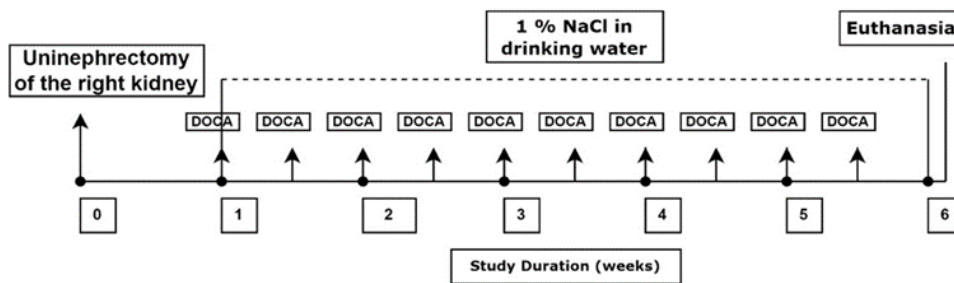 1 % NaCl in
drinking water
Euthanasia
Uninephrectomy
of the right kidney
DOCA DOCA DOCA DOCA DOCA DOCA DOCA DOCA DOCA DOCA
0 1 2 3 4 5 6
Study Duration (weeks)